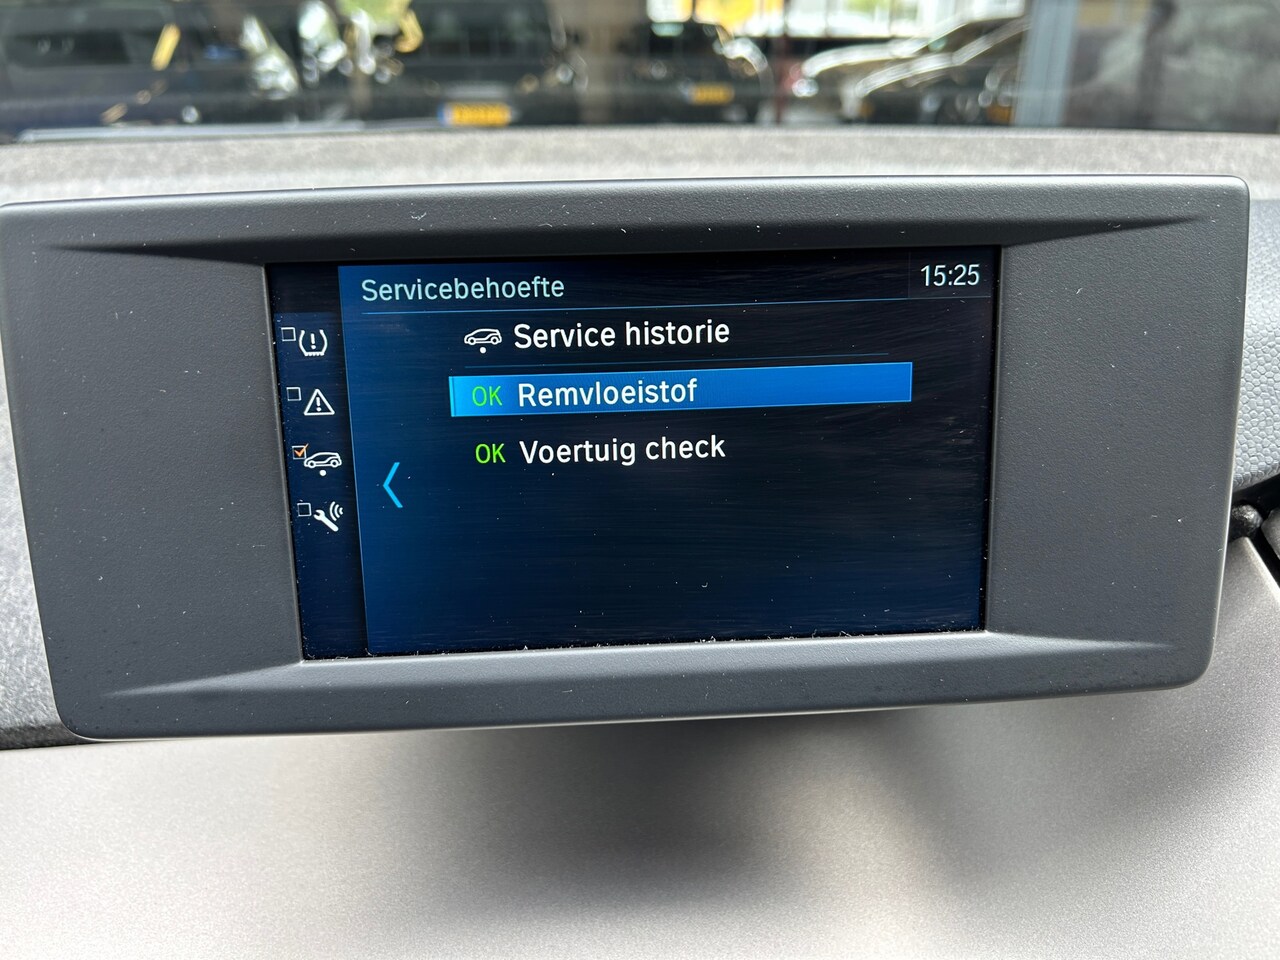 Servicebehoefte 15:25
Service historie
OK Remvloeistof
OK Voertuig check